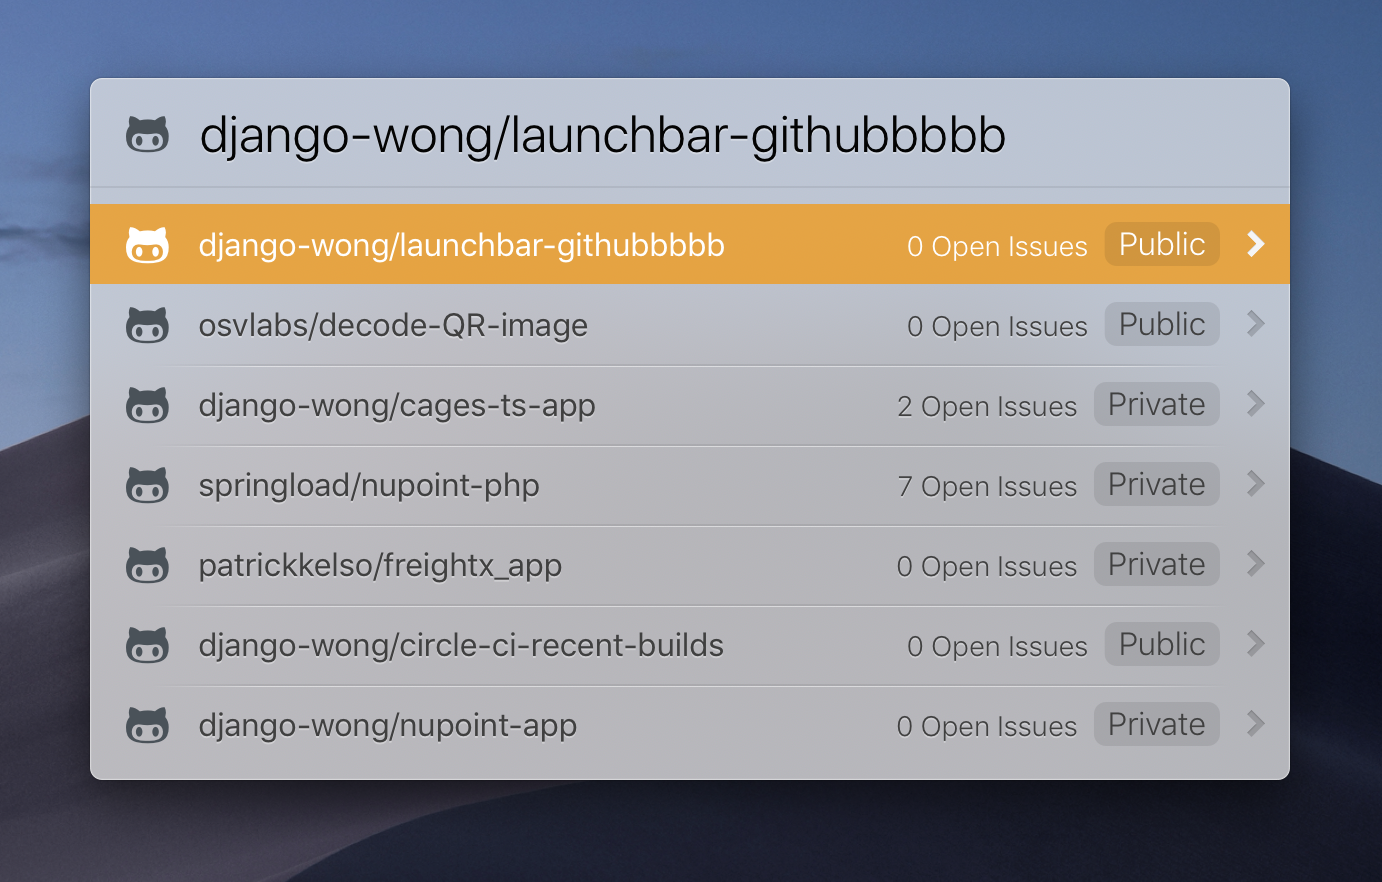 django-wong/launchbar-githubbbbb
django-wong/launchbar-githubbbbb 0 Open Issues Public
osvlabs/decode-QR-image 0 Open Issues Public
django-wong/cages-ts-app 2 Open Issues Private
springload/nupoint-php 7 Open Issues Private
patrickkelso/freightx_app 0 Open Issues Private
django-wong/circle-ci-recent-builds 0 Open Issues Public
django-wong/nupoint-app 0 Open Issues Private